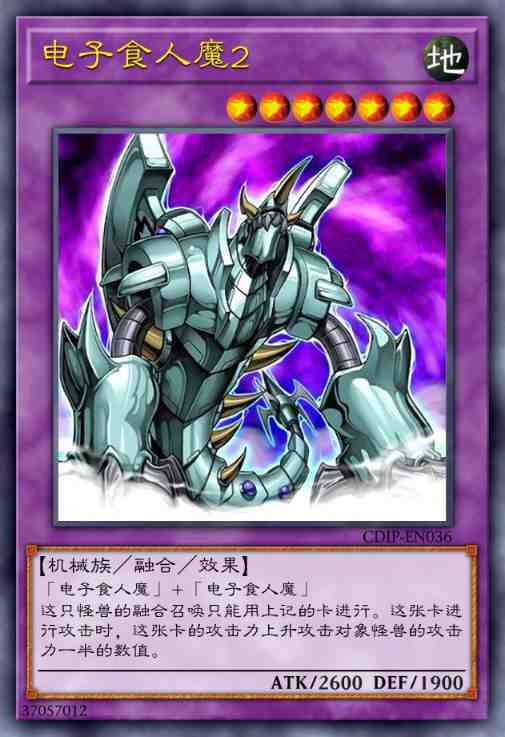 电子食人魔2
地
CDIP-EN036
【机械族／融合／效果】
「电子食人魔」+「电子食人魔」
这只怪兽的融合召唤只能用上记的卡进行。这张卡进
行攻击时，这张卡的攻击力上升攻击对象怪兽的攻击
力一半的数值。
ATK/2600 DEF/1900
37057012